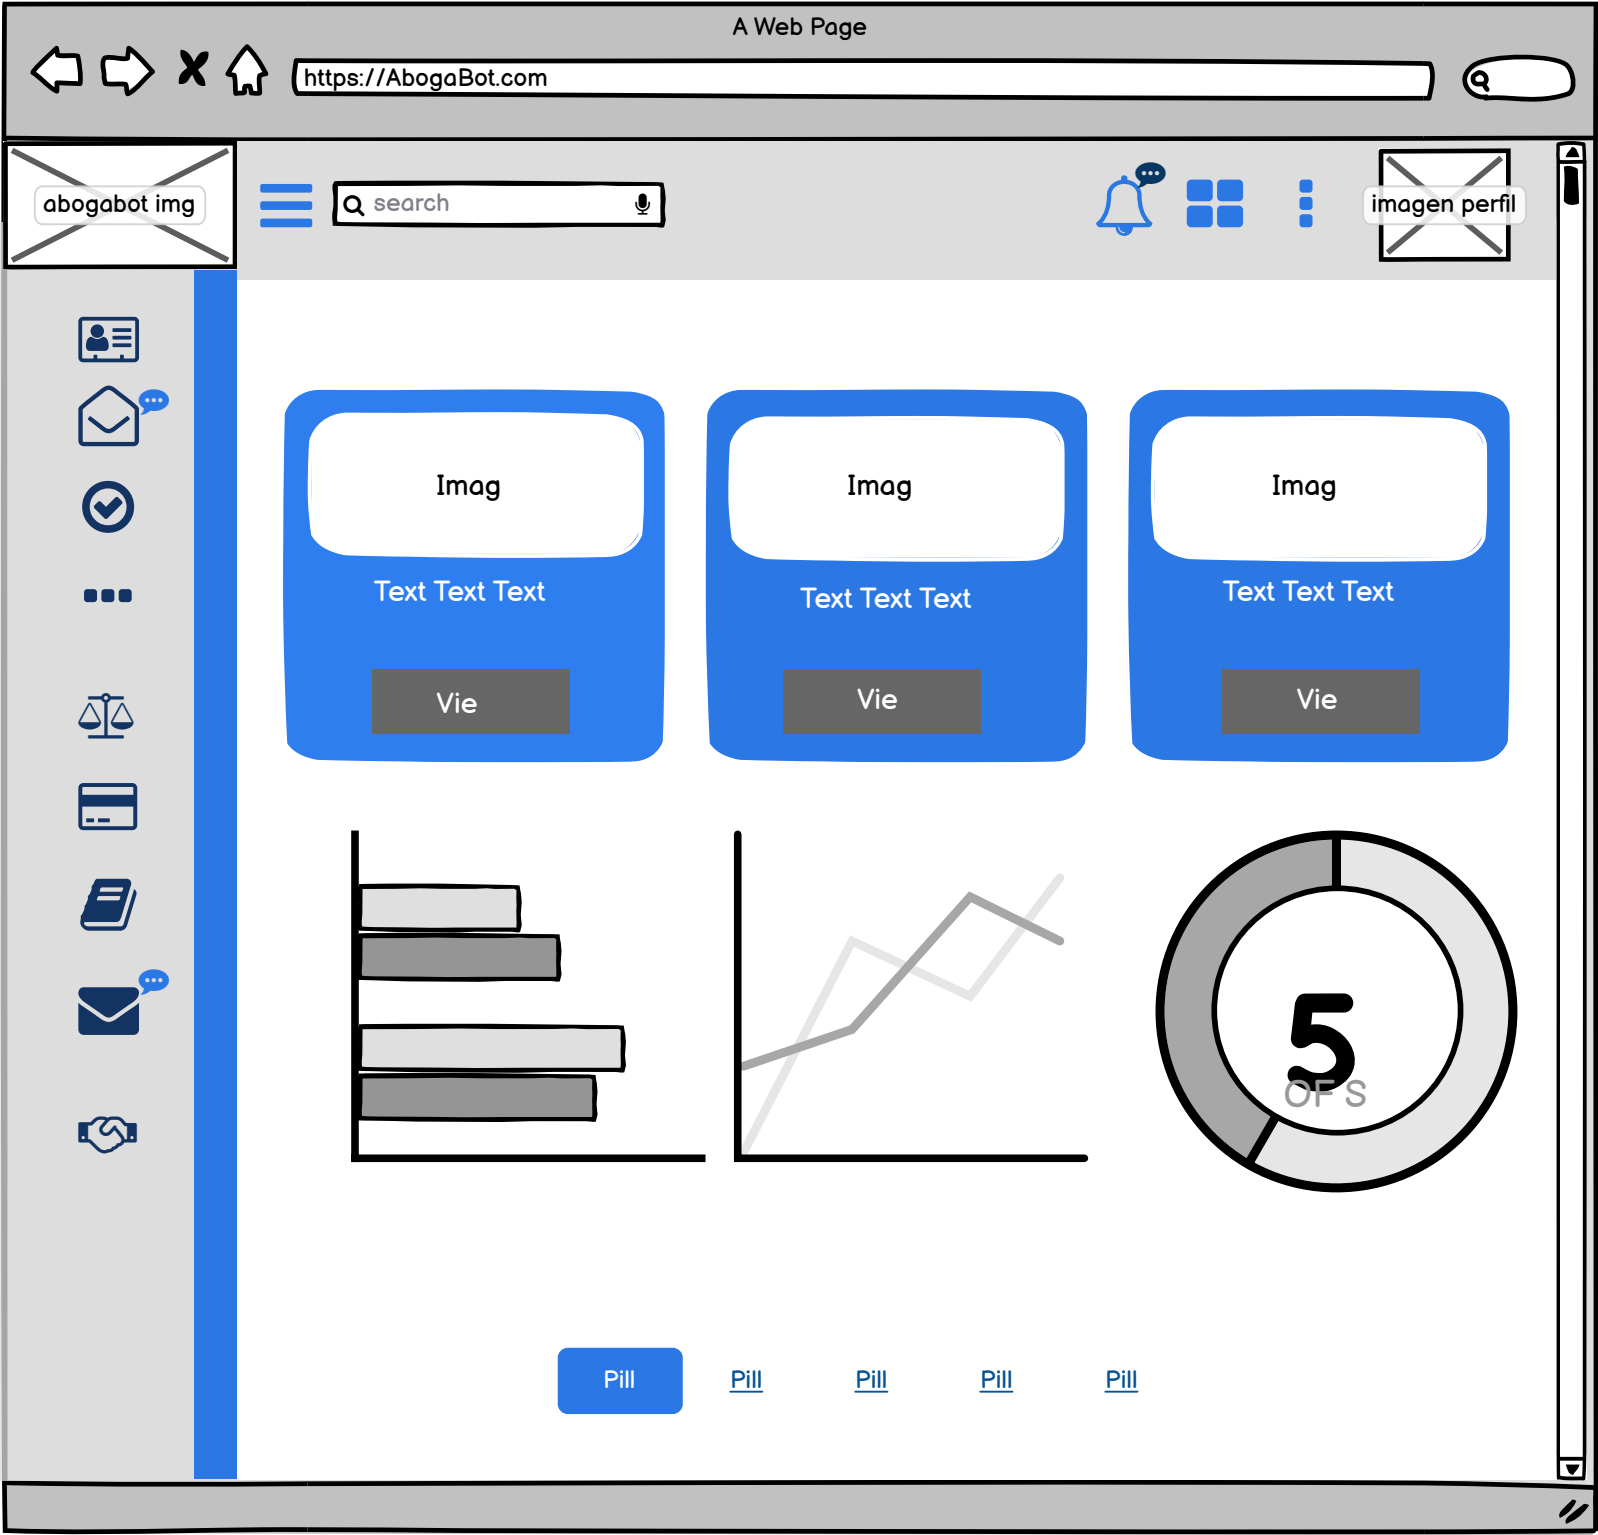 A Web Page
https://AbogaBot.com
abogabot img
search
imagen perfil
Imag
Imag
Imag
Text Text Text
Text Text Text
Text Text Text
Vie
Vie
Vie
5
OF S
Pill
Pill
Pill
Pill
Pill